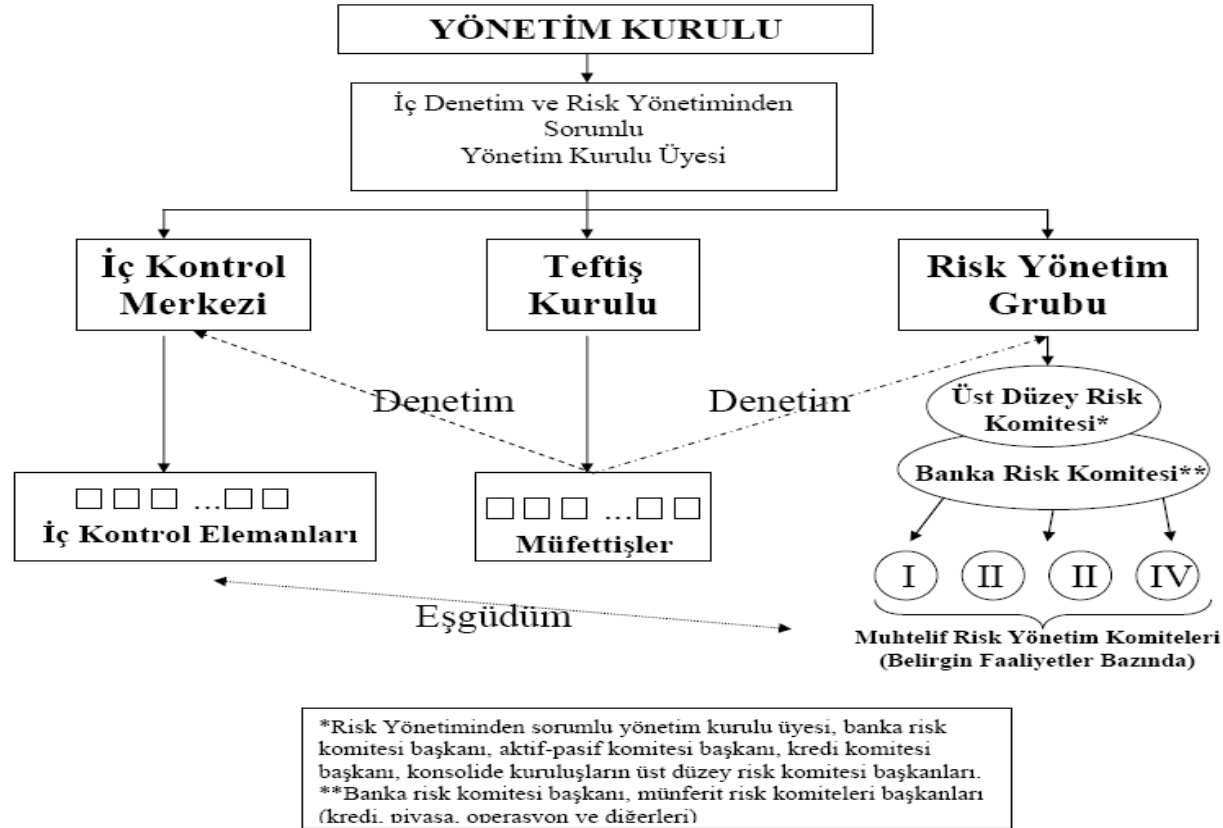 YÖNETİM KURULU
İç Denetim ve Risk Yönetiminden
Sorumlu
Yönetim Kurulu Üyesi
İç Kontrol
Merkezi
Teftiş
Kurulu
Risk Yönetim
Grubu
Denetim
Denetim
Üst Düzey Risk
Komitesi*
Banka Risk Komitesi**
...
İç Kontrol Elemanları
...
Müfettişler
I II II IV
Eşgüdüm
Muhtelif Risk Yönetim Komiteleri
(Belirgin Faaliyetler Bazında)
*Risk Yönetiminden sorumlu yönetim kurulu üyesi, banka risk
komitesi başkanı, aktif-pasif komitesi başkanı, kredi komitesi
başkanı, konsolide kuruluşların üst düzey risk komitesi başkanları.
**Banka risk komitesi başkanı, münferit risk komiteleri başkanları
(kredi, piyasa, operasyon ve diğerleri)